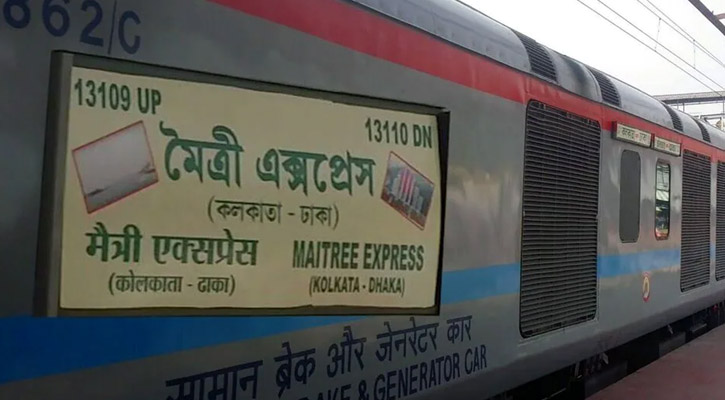 862/C
13109 UP
13110 DN
মৈত্রী এক্সপ্রেস
(কলকাতা - ঢাকা)
मैत्री एक्सप्रेस
(कोलकाता - ढाका)
MAITREE EXPRESS
(KOLKATA - DHAKA)
सामान ब्रेक और जेनरेटर कार
& GENERATOR CAR